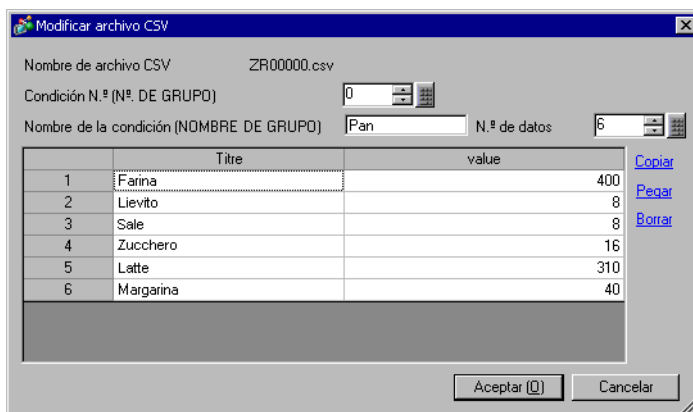 Modificar archivo CSV
Nombre de archivo CSV ZR00000.csv
Condición N.º (Nº. DE GRUPO) 0
Nombre de la condición (NOMBRE DE GRUPO) Pan N.º de datos 6
Titre value
1 Farina 400
2 Lievito 8
3 Sale 8
4 Zucchero 16
5 Latte 310
6 Margarina 40
Copiar
Pegar
Borrar
Aceptar (O) Cancelar